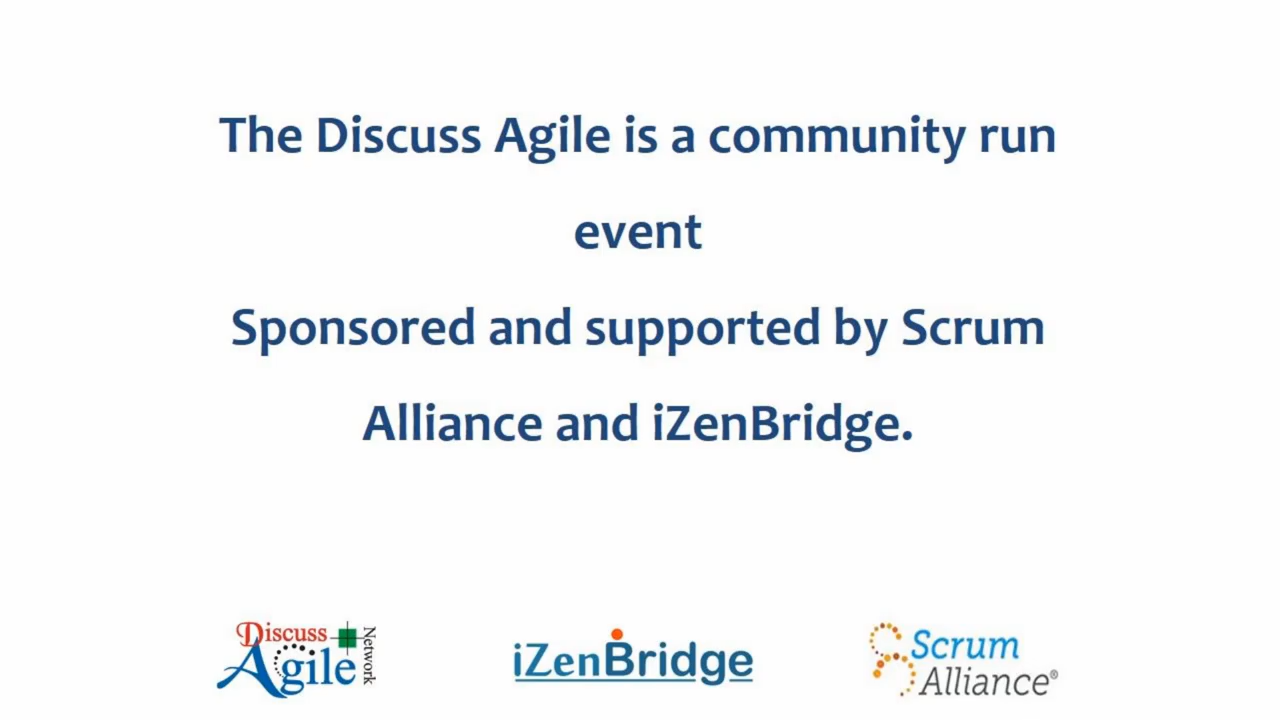 The Discuss Agile is a community run
event
Sponsored and supported by Scrum
Alliance and iZenBridge.
Discuss
Agile
Network
iZenBridge
Scrum
Alliance®